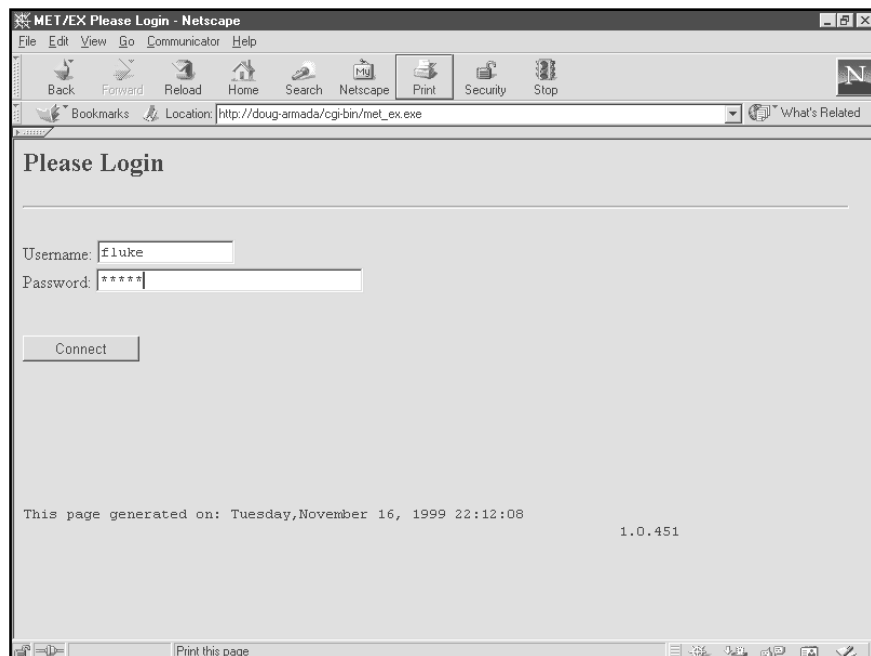 MET/EX Please Login - Netscape
File Edit View Go Communicator Help
Back Forward Reload Home Search Netscape Print Security Stop
My
N
Bookmarks Location: http://doug-armada/cgi-bin/met_ex.exe What's Related
Please Login
Username: fluke
Password: *****
Connect
This page generated on: Tuesday,November 16, 1999 22:12:08
1.0.451
Print this page